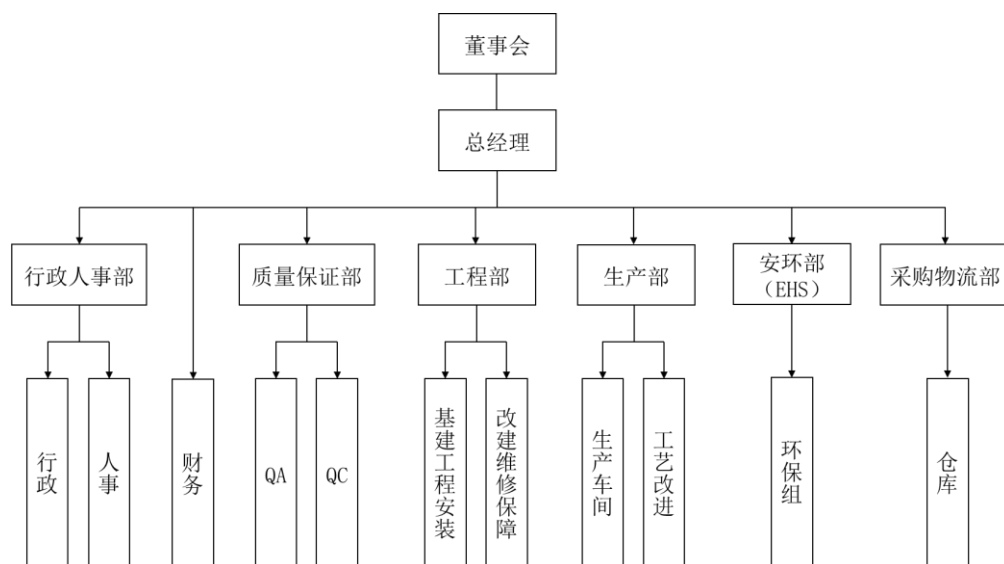 董事会
总经理
行政人事部
质量保证部
工程部
生产部
安环部
（EHS）
采购物流部
行政
人事
财务
QA
QC
基建工程安装
改建维修保障
生产车间
工艺改进
环保组
仓库